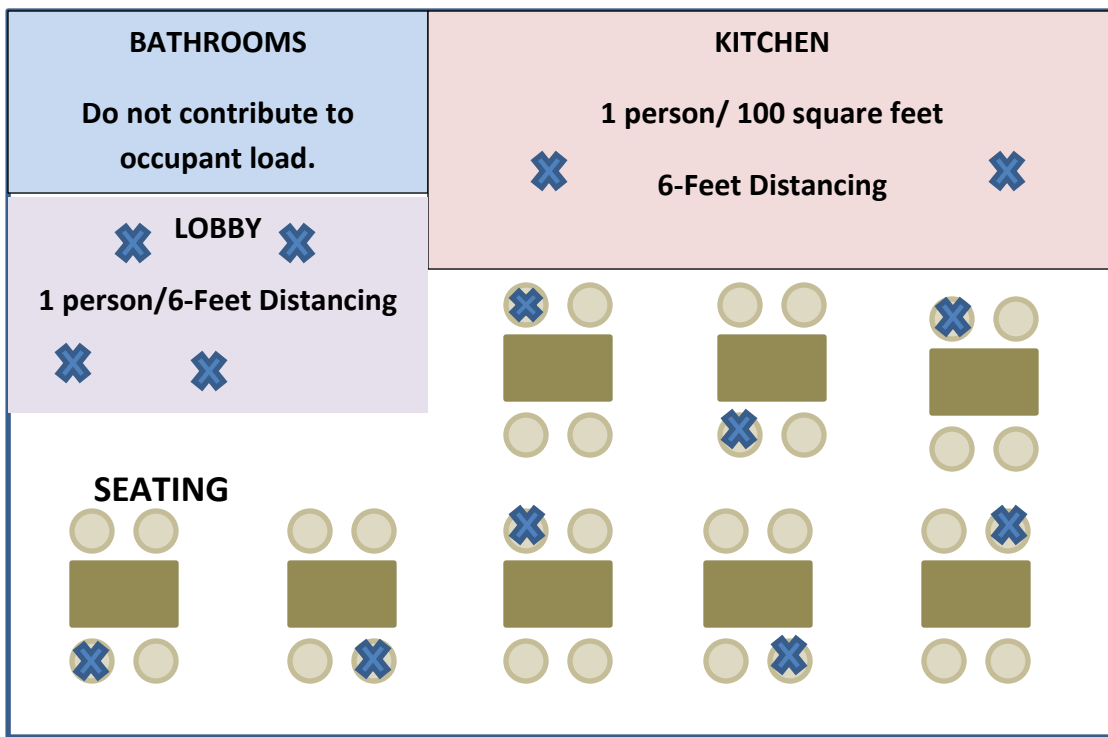 BATHROOMS
Do not contribute to
occupant load.
KITCHEN
1 person/ 100 square feet
6-Feet Distancing
LOBBY
1 person/6-Feet Distancing
SEATING